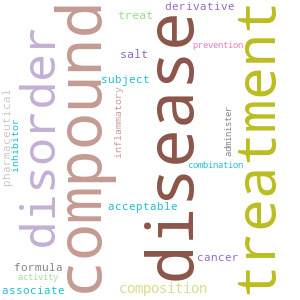 derivative
treat
prevention
salt
subject
inflammatory
pharmaceutical
inhibitor
disorder
compound
disease
treatment
administer
combination
acceptable
cancer
formula
activity
associate
composition